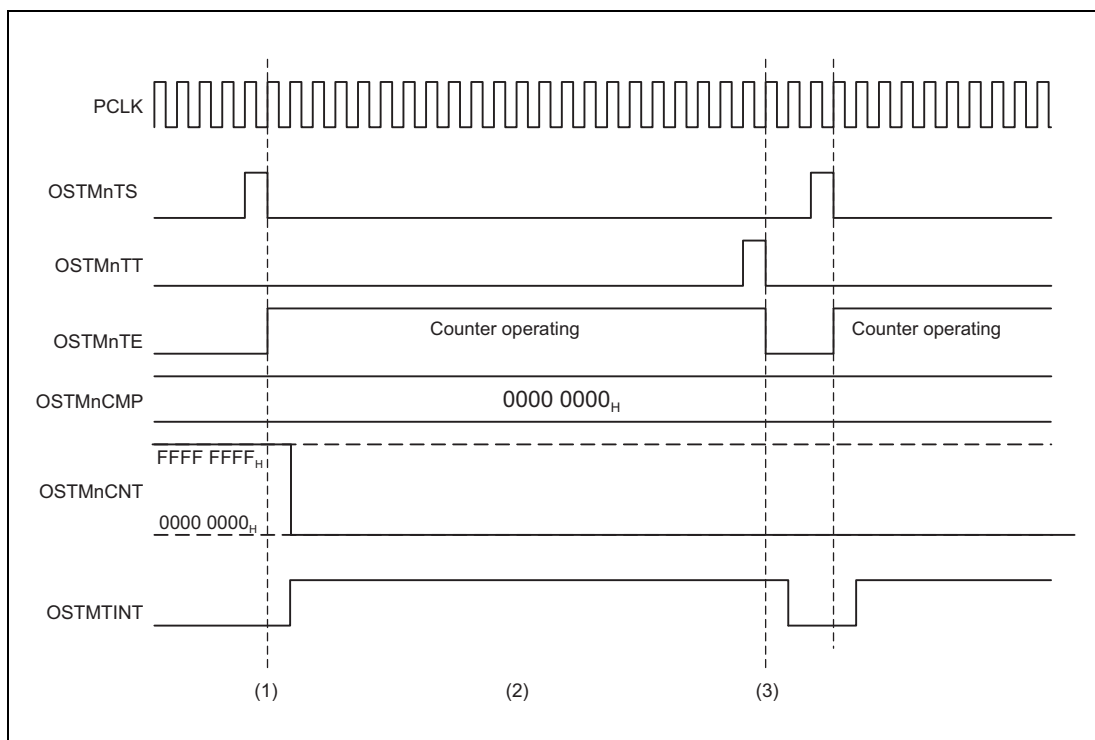 PCLK
OSTMnTS
OSTMnTT
OSTMnTE
Counter operating
Counter operating
OSTMnCMP
0000 0000H
FFFF FFFFH
OSTMnCNT
0000 0000H
OSTMTINT
(1)
(2)
(3)